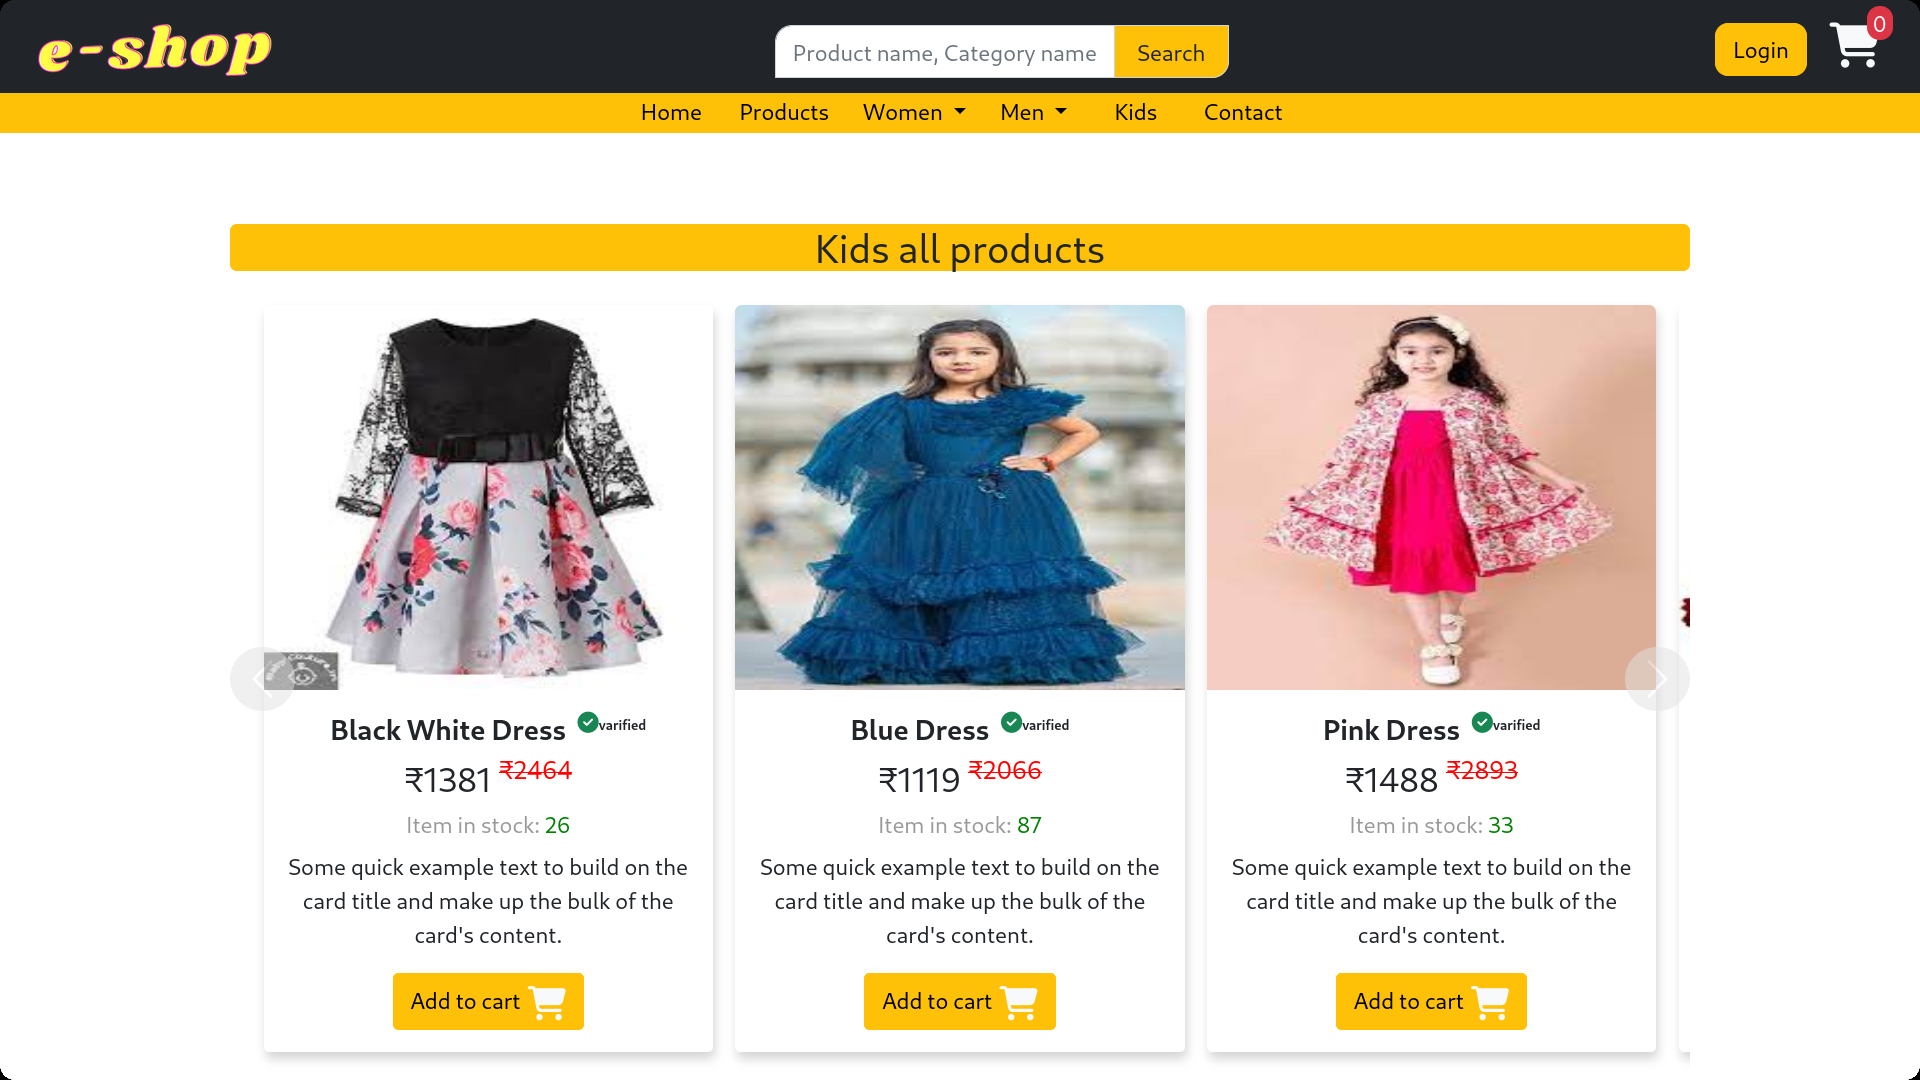 e-shop
Product name, Category name
Search
Login
0
Home
Products
Women
Men
Kids
Contact
Kids all products
Black White Dress varified
₹1381 ₹2464
Item in stock: 26
Some quick example text to build on the
card title and make up the bulk of the
card's content.
Add to cart
Blue Dress varified
₹1119 ₹2066
Item in stock: 87
Some quick example text to build on the
card title and make up the bulk of the
card's content.
Add to cart
Pink Dress varified
₹1488 ₹2893
Item in stock: 33
Some quick example text to build on the
card title and make up the bulk of the
card's content.
Add to cart